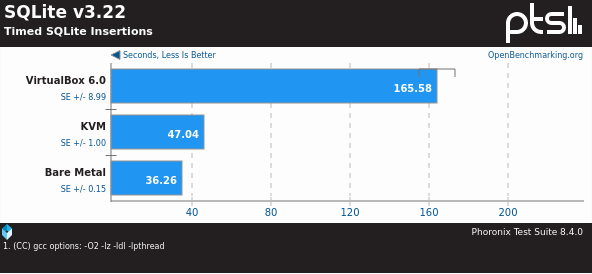 SQLite v3.22
Timed SQLite Insertions
ptsl
Seconds, Less Is Better
OpenBenchmarking.org
VirtualBox 6.0
SE +/- 8.99
165.58
KVM
SE +/- 1.00
47.04
Bare Metal
SE +/- 0.15
36.26
40 80 120 160 200
Phoronix Test Suite 8.4.0
1. (CC) gcc options: -O2 -lz -ldl -lpthread